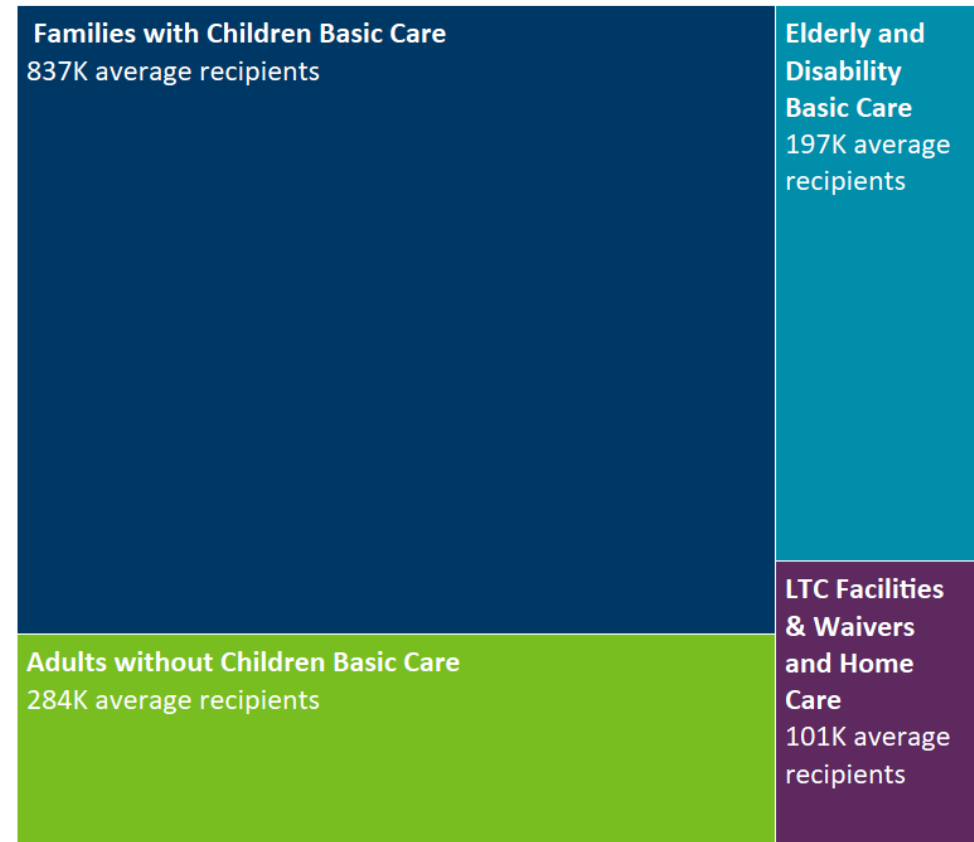 Families with Children Basic Care
837K average recipients
Elderly and
Disability
Basic Care
197K average
recipients
Adults without Children Basic Care
284K average recipients
LTC Facilities
& Waivers
and Home
Care
101K average
recipients